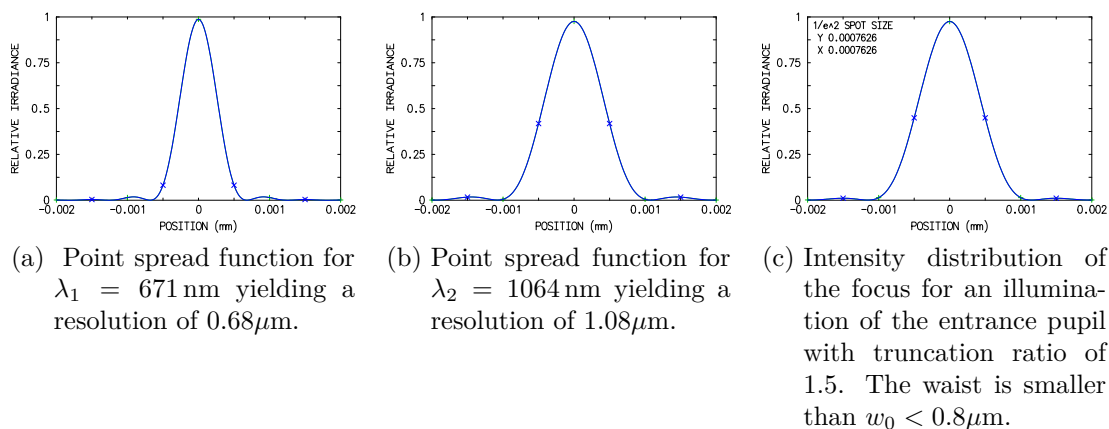 1
0.75
0.5
0.25
0
RELATIVE IRRADIANCE
-0.002 -0.001 0 0.001 0.002
POSITION (mm)
(a) Point spread function for
λ1 = 671 nm yielding a
resolution of 0.68μm.
1
0.75
0.5
0.25
0
RELATIVE IRRADIANCE
-0.002 -0.001 0 0.001 0.002
POSITION (mm)
(b) Point spread function for
λ2 = 1064 nm yielding a
resolution of 1.08μm.
1
0.75
0.5
0.25
0
RELATIVE IRRADIANCE
1/e^2 SPOT SIZE
Y 0.0007626
X 0.0007626
-0.002 -0.001 0 0.001 0.002
POSITION (mm)
(c) Intensity distribution of
the focus for an illumina-
tion of the entrance pupil
with truncation ratio of
1.5. The waist is smaller
than w0 < 0.8μm.